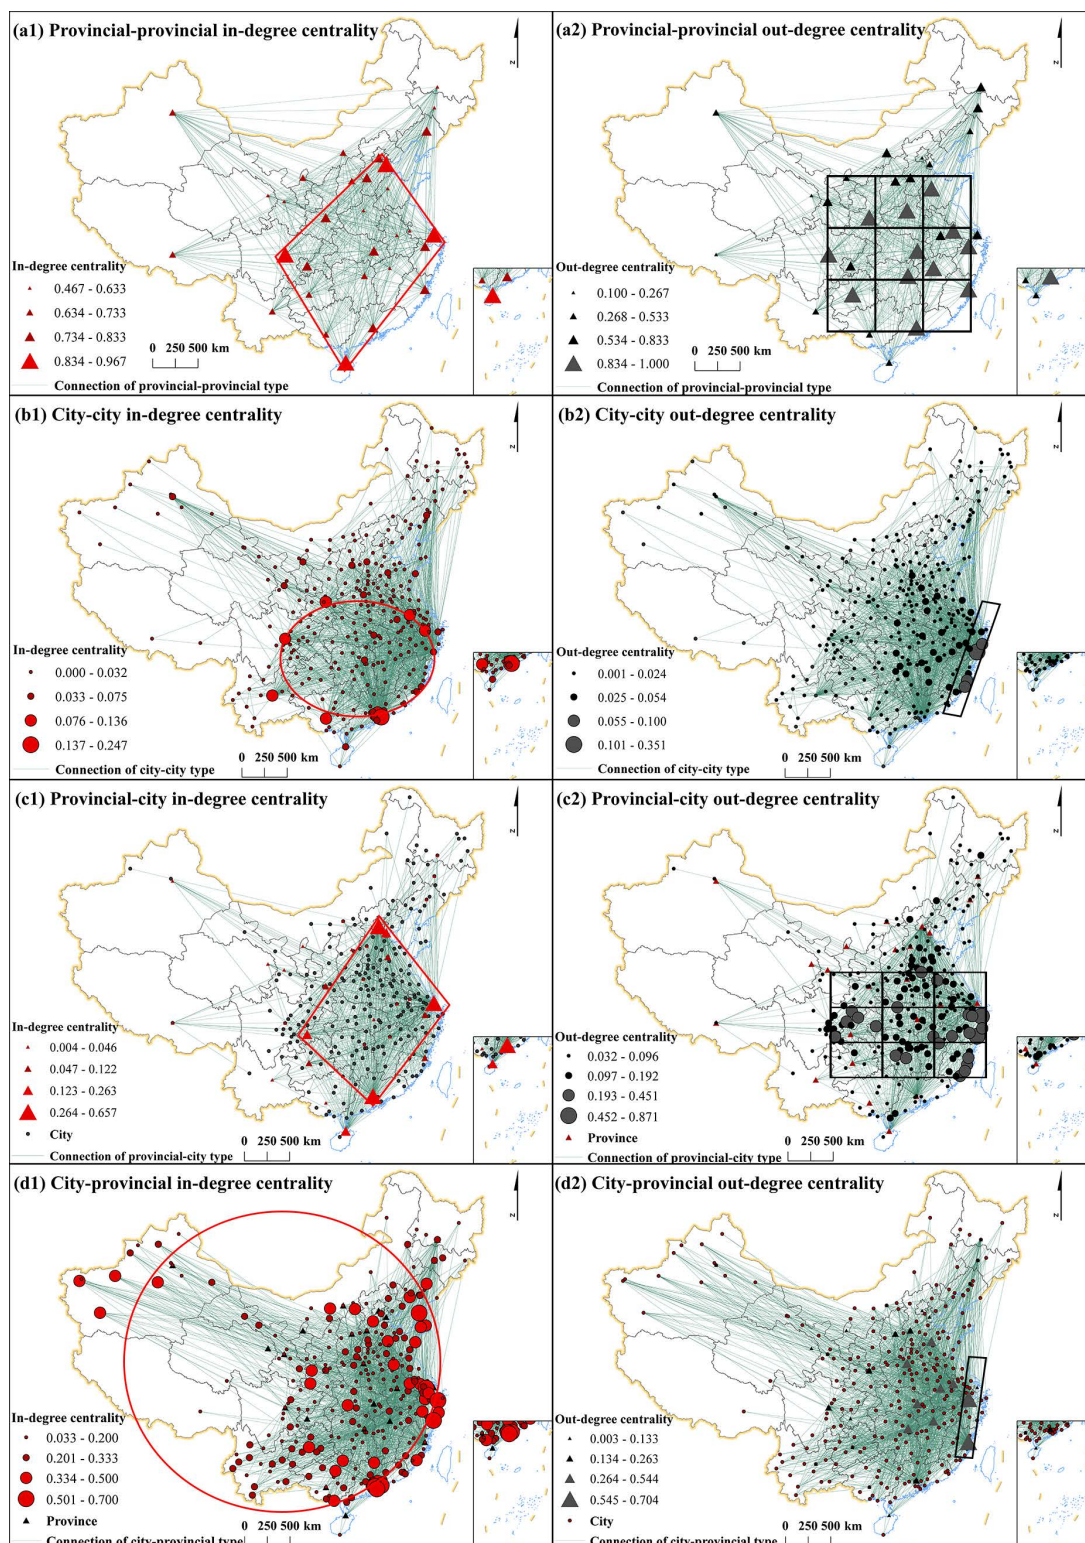 (a1) Provincial-provincial in-degree centrality
N
In-degree centrality
0.467 - 0.633
0.634 - 0.733
0.734 - 0.833
0.834 - 0.967
0 250 500 km
Connection of provincial-provincial type
(a2) Provincial-provincial out-degree centrality
N
Out-degree centrality
0.100 - 0.267
0.268 - 0.533
0.534 - 0.833
0.834 - 1.000
0 250 500 km
Connection of provincial-provincial type
(b1) City-city in-degree centrality
N
In-degree centrality
0.000 - 0.032
0.033 - 0.075
0.076 - 0.136
0.137 - 0.247
0 250 500 km
Connection of city-city type
(b2) City-city out-degree centrality
N
Out-degree centrality
0.001 - 0.024
0.025 - 0.054
0.055 - 0.100
0.101 - 0.351
0 250 500 km
Connection of city-city type
(c1) Provincial-city in-degree centrality
N
In-degree centrality
0.004 - 0.046
0.047 - 0.122
0.123 - 0.263
0.264 - 0.657
City
0 250 500 km
Connection of provincial-city type
(c2) Provincial-city out-degree centrality
N
Out-degree centrality
0.032 - 0.096
0.097 - 0.192
0.193 - 0.451
0.452 - 0.871
Province
0 250 500 km
Connection of provincial-city type
(d1) City-provincial in-degree centrality
N
In-degree centrality
0.033 - 0.200
0.201 - 0.333
0.334 - 0.500
0.501 - 0.700
Province
0 250 500 km
Connection of city-provincial type
(d2) City-provincial out-degree centrality
N
Out-degree centrality
0.003 - 0.133
0.134 - 0.263
0.264 - 0.544
0.545 - 0.704
City
0 250 500 km
Connection of city-provincial type